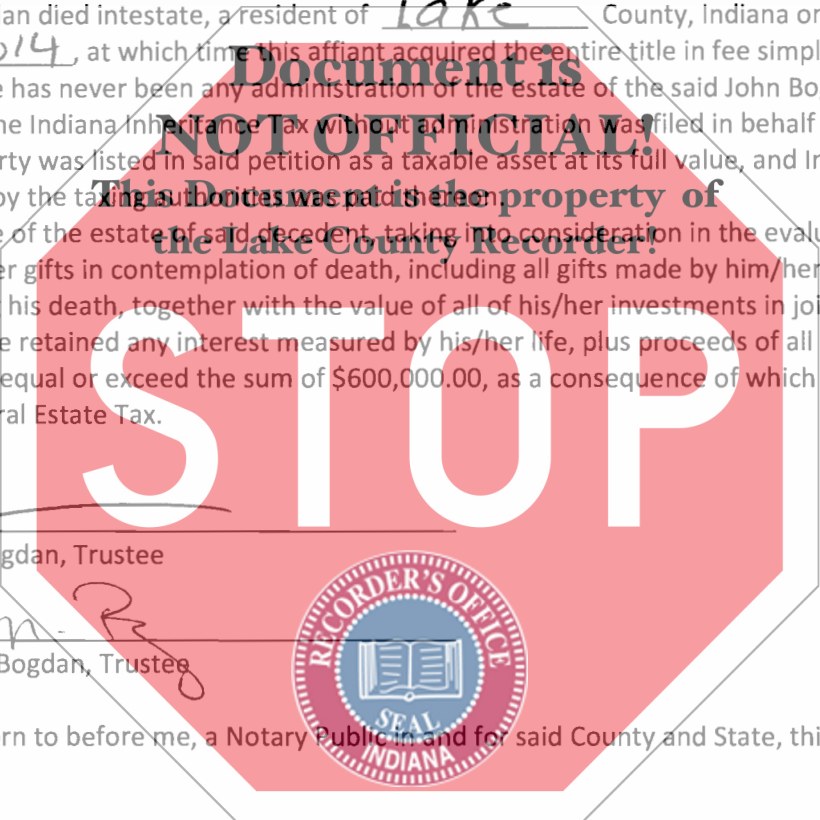 an died intestate, a resident of Lake County, Indiana or
014, at which time this affiant acquired the entire title in fee simpl
Document is
e has never been any administration of the estate of the said John Bo
NOT OFFICIAL!
ne Indiana Inheritance Tax without administration was filed in behalf
rty was listed in said petition as a taxable asset at its full value, and In
by the taxing authorities was paid thereon.
This Document is the property of
e of the estate of said decedent, taking into consideration in the evalu
the Lake County Recorder!
er gifts in contemplation of death, including all gifts made by him/her
his death, together with the value of all of his/her investments in joi
e retained any interest measured by his/her life, plus proceeds of all
equal or exceed the sum of $600,000.00, as a consequence of which
ral Estate Tax.
STOP
gdan, Trustee
Bogdan, Trustee
RECORDER'S OFFICE
SEAL
INDIANA
rn to before me, a Notary Public in and for said County and State, thi